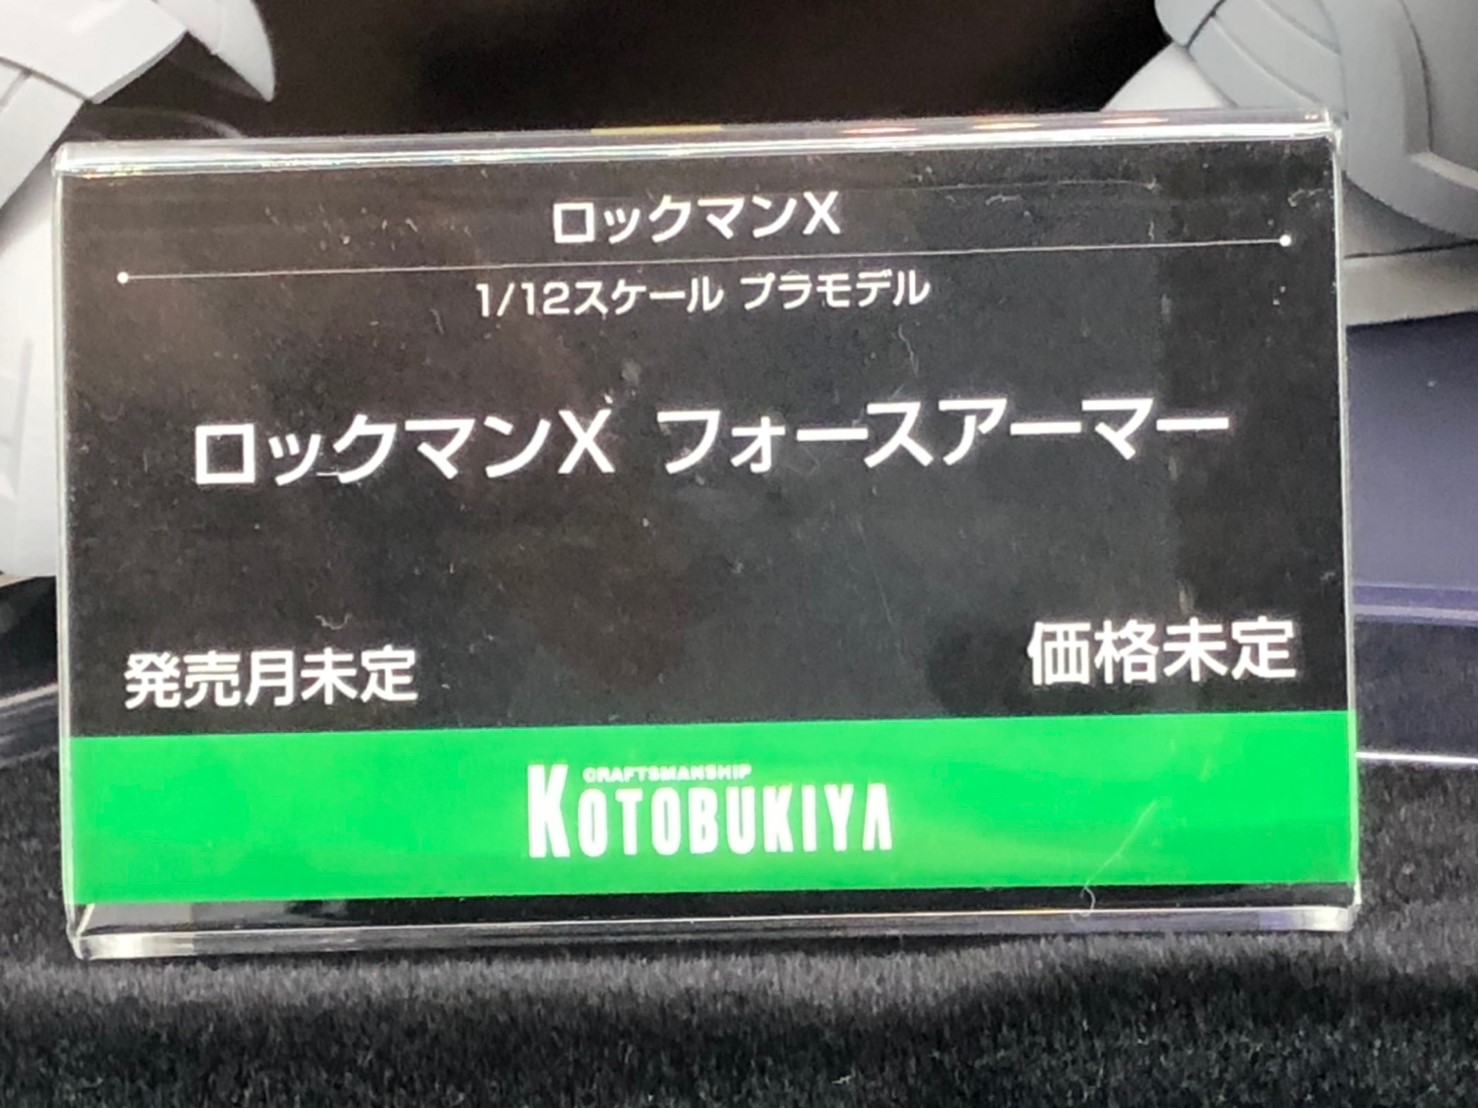 ロックマンX
1/12スケール プラモデル
ロックマンX フォースアーマー
発売月未定
価格未定
CRAFTSMANSHIP
KOTOBUKIYA